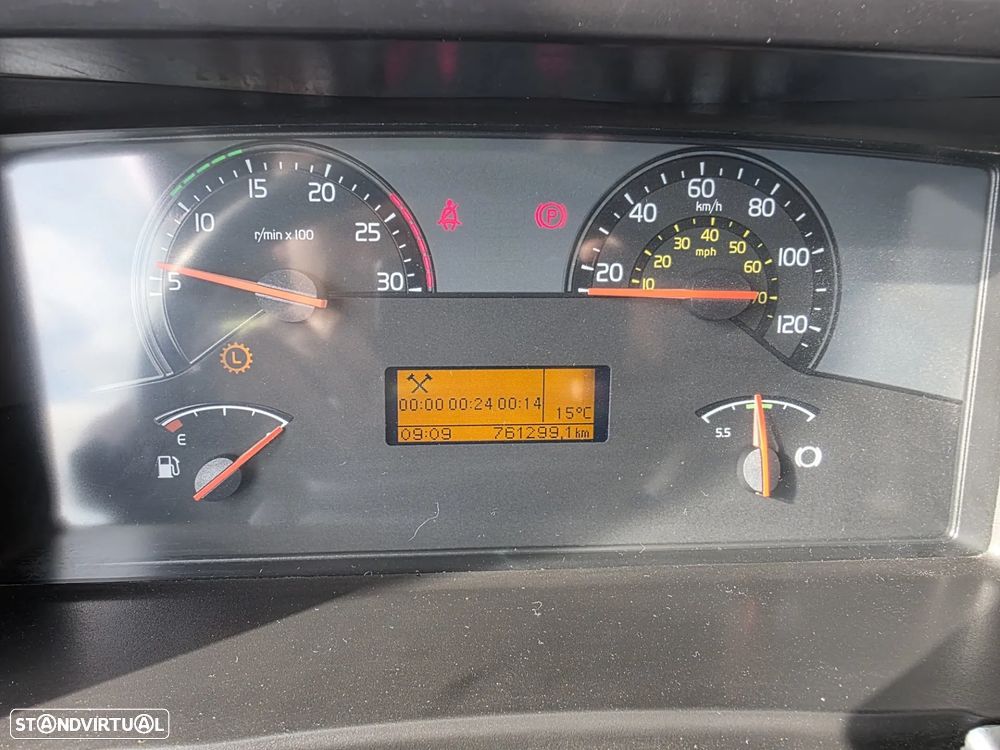 5 10 15 20 25 30
r/min x 100
20 40 60 80 100 120
km/h
10 20 30 40 50 60 70
mph
P
L
E
5.5
00:00 00:24 00:14
15°C
09:09 761299,1 km
STANDVIRTUAL